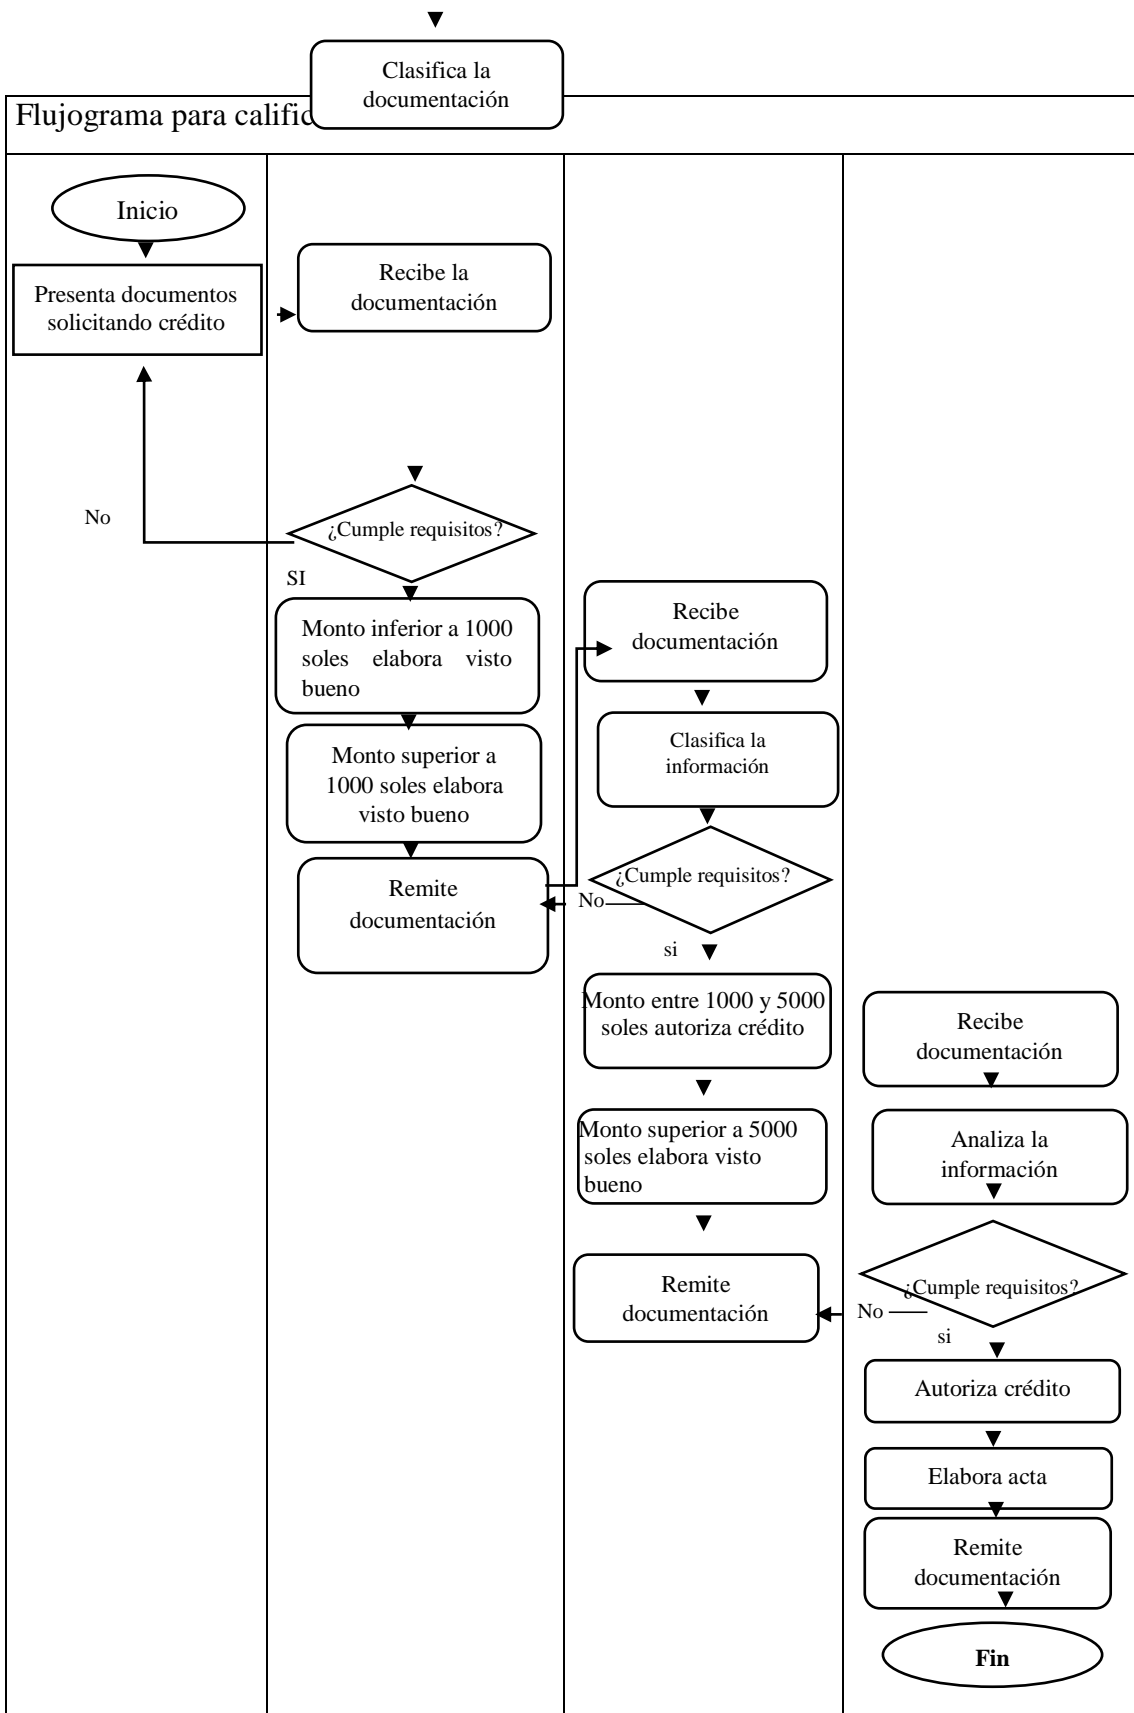 Clasifica la
documentación
Flujograma para calific
Inicio
Presenta documentos
solicitando crédito
Recibe la
documentación
No
¿Cumple requisitos?
SI
Monto inferior a 1000
soles elabora visto
bueno
Monto superior a
1000 soles elabora
visto bueno
Remite
documentación
Recibe
documentación
Clasifica la
información
¿Cumple requisitos?
No
si
Monto entre 1000 y 5000
soles autoriza crédito
Monto superior a 5000
soles elabora visto
bueno
Remite
documentación
Recibe
documentación
Analiza la
información
¿Cumple requisitos?
No
si
Autoriza crédito
Elabora acta
Remite
documentación
Fin